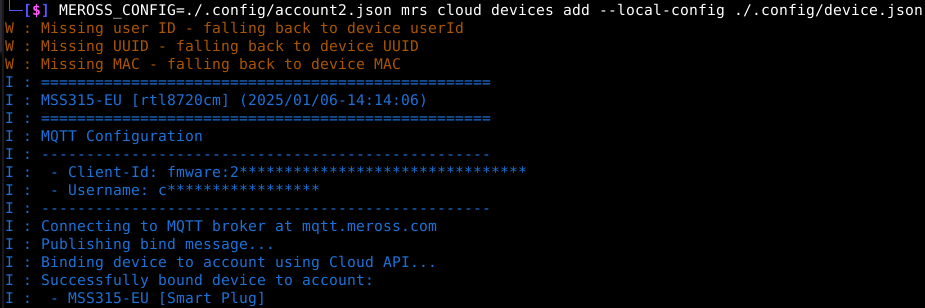 └─[$] MEROSS_CONFIG=./.config/account2.json mrs cloud devices add --local-config ./.config/device.json
W : Missing user ID - falling back to device userId
W : Missing UUID - falling back to device UUID
W : Missing MAC - falling back to device MAC
I : ==================================================
I : MSS315-EU [rtl8720cm] (2025/01/06-14:14:06)
I : ==================================================
I : MQTT Configuration
I : --------------------------------------------------
I :  - Client-Id: fmware:2********************************
I :  - Username: c*****************
I : --------------------------------------------------
I : Connecting to MQTT broker at mqtt.meross.com
I : Publishing bind message...
I : Binding device to account using Cloud API...
I : Successfully bound device to account:
I :  - MSS315-EU [Smart Plug]